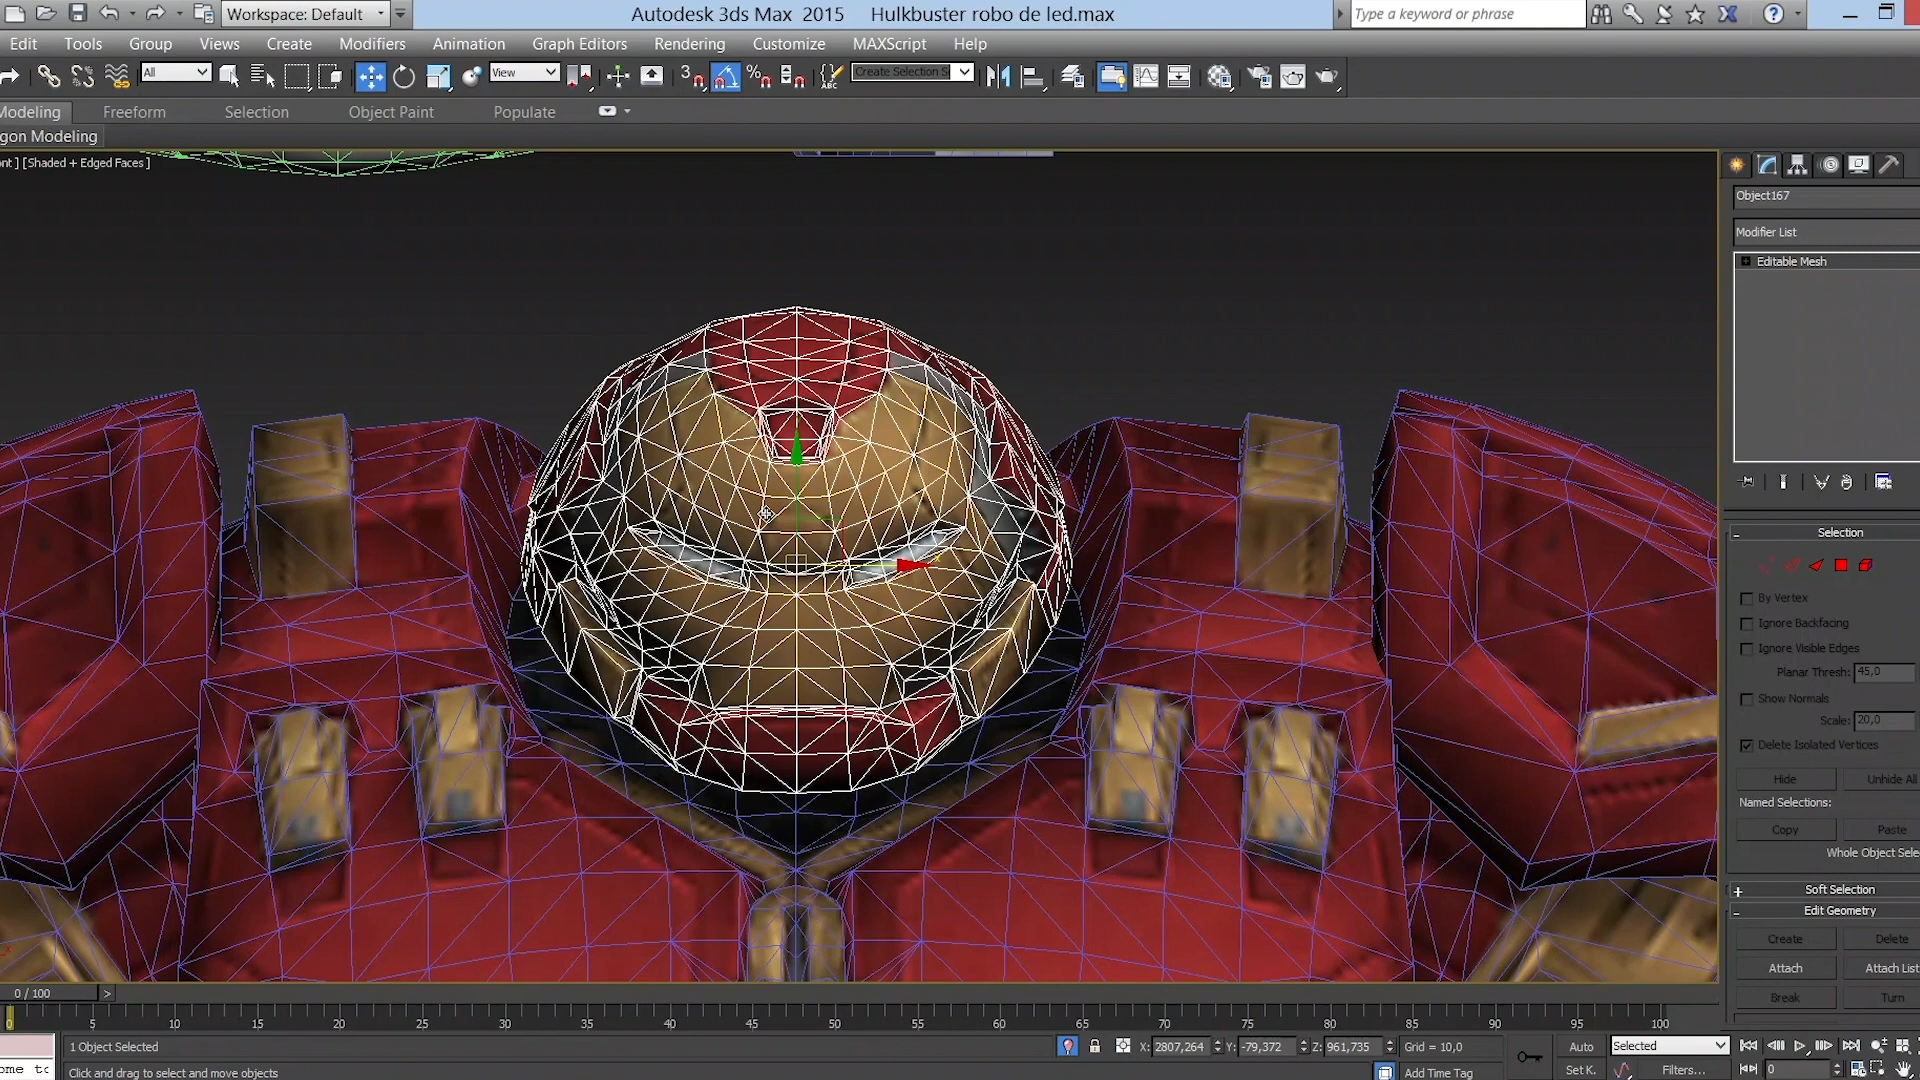 Workspace: Default
Autodesk 3ds Max 2015 Hulkbuster robo de led.max
Type a keyword or phrase
Edit Tools Group Views Create Modifiers Animation Graph Editors Rendering Customize MAXScript Help
All
View
3
%
ABC
Create Selection S
Modeling Freeform Selection Object Paint Populate
gon Modeling
nt ] [Shaded + Edged Faces ]
Object167
Modifier List
Editable Mesh
Selection
By Vertex
Ignore Backfacing
Ignore Visible Edges
Planar Thresh: 45,0
Show Normals
Scale: 20,0
Delete Isolated Vertices
Hide Unhide All
Named Selections:
Copy Paste
Whole Object Sele
Soft Selection
Edit Geometry
Create Delete
Attach Attach List
Break Turn
0 / 100
0 5 10 15 20 25 30 35 40 45 50 55 60 65 70 75 80 85 90 95 100
1 Object Selected
X: 2807,264 Y: -79,372 Z: 961,735 Grid = 10,0
Auto Selected
ome to Click and drag to select and move objects
Add Time Tag
Set K. Filters... 0